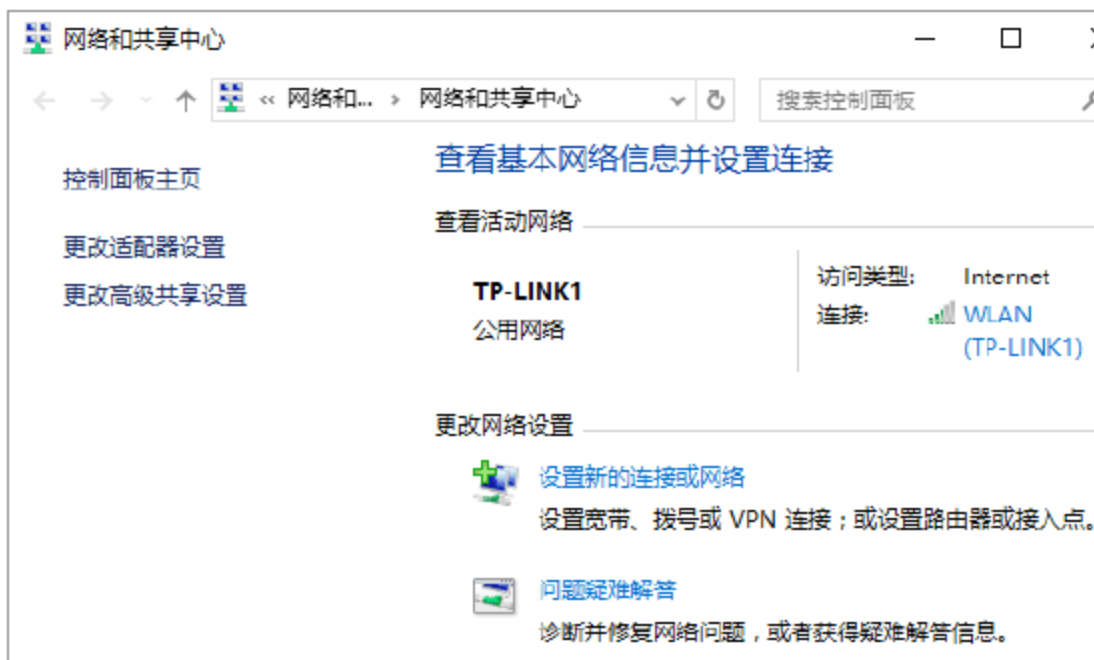 网络和共享中心
« 网络和... › 网络和共享中心
搜索控制面板
控制面板主页
更改适配器设置
更改高级共享设置
查看基本网络信息并设置连接
查看活动网络
TP-LINK1
公用网络
访问类型: Internet
连接: WLAN
(TP-LINK1)
更改网络设置
设置新的连接或网络
设置宽带、拨号或 VPN 连接；或设置路由器或接入点。
问题疑难解答
诊断并修复网络问题，或者获得疑难解答信息。